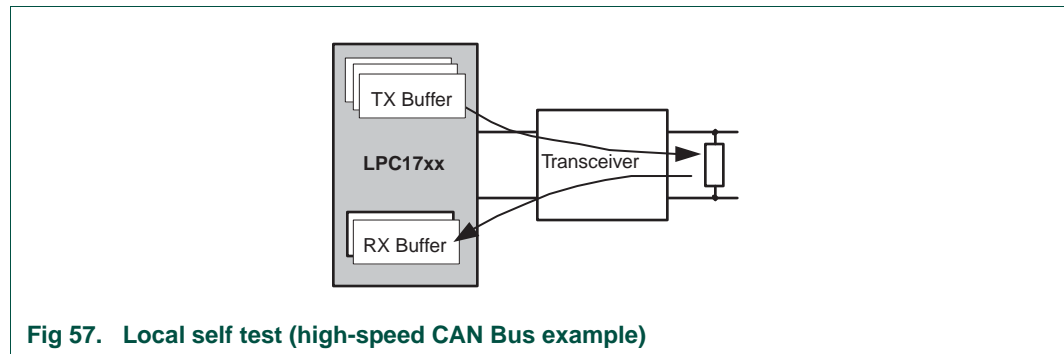 TX Buffer
LPC17xx
Transceiver
RX Buffer
Fig 57. Local self test (high-speed CAN Bus example)